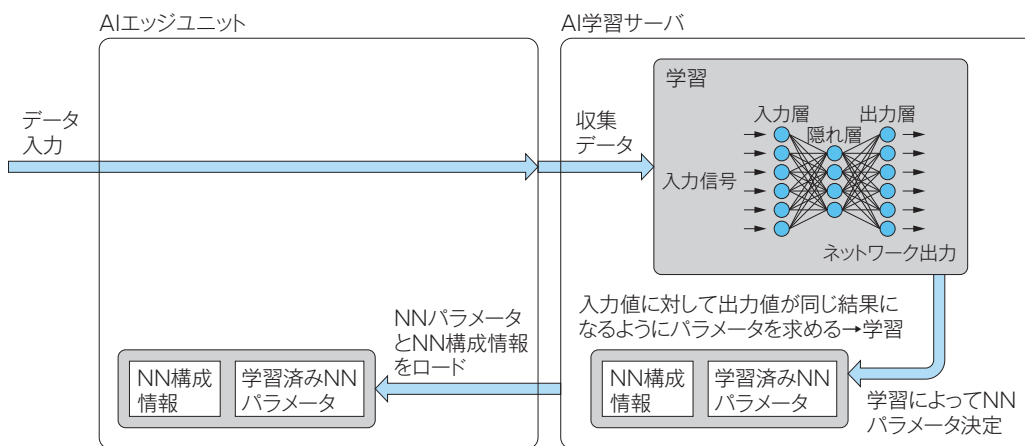 AIエッジユニット
AI学習サーバ
データ
入力
収集
データ
学習
入力層
出力層
隠れ層
入力信号
ネットワーク出力
入力値に対して出力値が同じ結果に
なるようにパラメータを求める→学習
NNパラメータ
とNN構成情報
をロード
NN構成
情報
学習済みNN
パラメータ
NN構成
情報
学習済みNN
パラメータ
学習によってNN
パラメータ決定